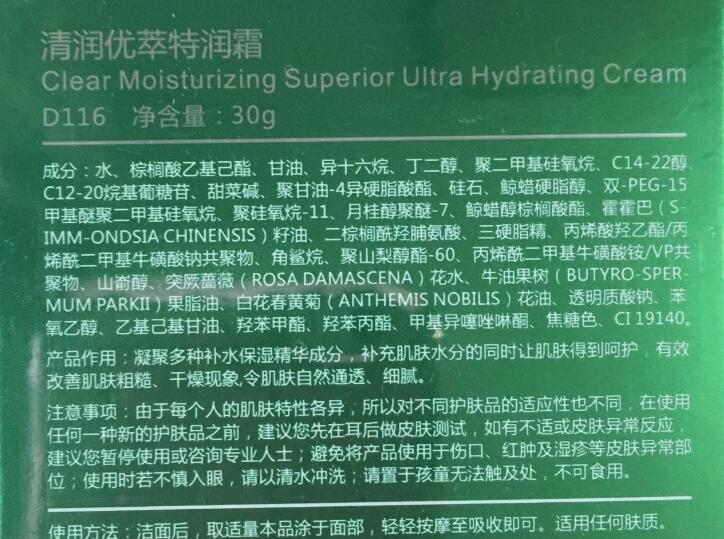 清润优萃特润霜
Clear Moisturizing Superior Ultra Hydrating Cream
D116 净含量：30g
成分：水、棕榈酸乙基己酯、甘油、异十六烷、丁二醇、聚二甲基硅氧烷、C14-22醇、
C12-20烷基葡糖苷、甜菜碱、聚甘油-4异硬脂酸酯、硅石、鲸蜡硬脂醇、双-PEG-15
甲基醚聚二甲基硅氧烷、聚硅氧烷-11、月桂醇聚醚-7、鲸蜡醇棕榈酸酯、霍霍巴（S-
IMM-ONDSIA CHINENSIS）籽油、二棕榈酰羟脯氨酸、三硬脂精、丙烯酸羟乙酯/丙
烯酰二甲基牛磺酸钠共聚物、角鲨烷、聚山梨醇酯-60、丙烯酰二甲基牛磺酸铵/VP共
聚物、山嵛醇、突厥蔷薇（ROSA DAMASCENA）花水、牛油果树（BUTYRO-SPER-
MUM PARKII）果脂油、白花春黄菊（ANTHEMIS NOBILIS）花油、透明质酸钠、苯
氧乙醇、乙基己基甘油、羟苯甲酯、羟苯丙酯、甲基异噻唑啉酮、焦糖色、CI 19140。
产品作用：凝聚多种补水保湿精华成分，补充肌肤水分的同时让肌肤得到呵护，有效
改善肌肤粗糙、干燥现象,令肌肤自然通透、细腻。
注意事项：由于每个人的肌肤特性各异，所以对不同护肤品的适应性也不同，在使用
任何一种新的护肤品之前，建议您先在耳后做皮肤测试，如有不适或皮肤异常反应，
建议您暂停使用或咨询专业人士；避免将产品使用于伤口、红肿及湿疹等皮肤异常部
位；使用时若不慎入眼，请以清水冲洗；请置于孩童无法触及处，不可食用。
使用方法：洁面后，取适量本品涂于面部，轻轻按摩至吸收即可。适用任何肤质。